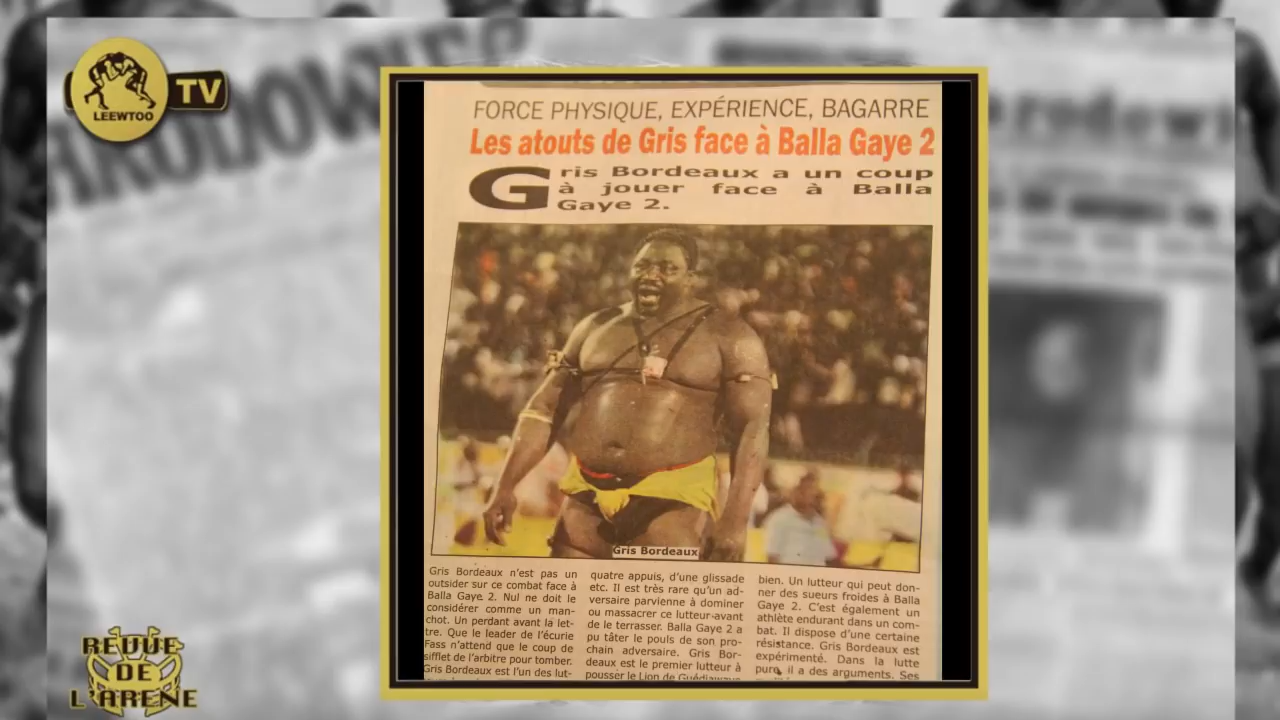 LEEWTOO
TV
FORCE PHYSIQUE, EXPÉRIENCE, BAGARRE
Les atouts de Gris face à Balla Gaye 2
Gris Bordeaux a un coup
à jouer face à Balla
Gaye 2.
Gris Bordeaux
Gris Bordeaux n'est pas un
outsider sur ce combat face à
Balla Gaye 2. Nul ne doit le
considérer comme un man-
chot. Un perdant avant la let-
tre. Que le leader de l'écurie
Fass n'attend que le coup de
sifflet de l'arbitre pour tomber.
Gris Bordeaux est l'un des lut-
quatre appuis, d'une glissade
etc. Il est très rare qu'un ad-
versaire parvienne à dominer
ou massacrer ce lutteur avant
de le terrasser. Balla Gaye 2 a
pu tâter le pouls de son pro-
chain adversaire. Gris Bor-
deaux est le premier lutteur à
pousser le Lion de Guédiawaye
bien. Un lutteur qui peut don-
ner des sueurs froides à Balla
Gaye 2. C'est également un
athlète endurant dans un com-
bat. Il dispose d'une certaine
résistance. Gris Bordeaux est
expérimenté. Dans la lutte
pure, il a des arguments. Ses
REVUE
DE
L'ARENE